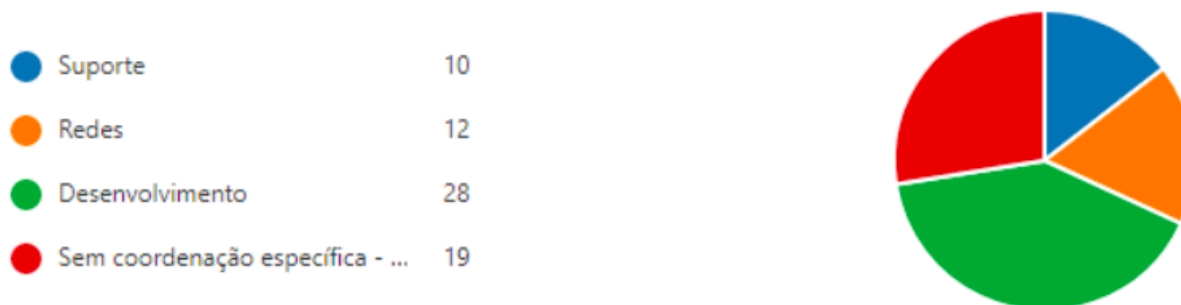 Suporte 10
Redes 12
Desenvolvimento 28
Sem coordenação específica - ... 19